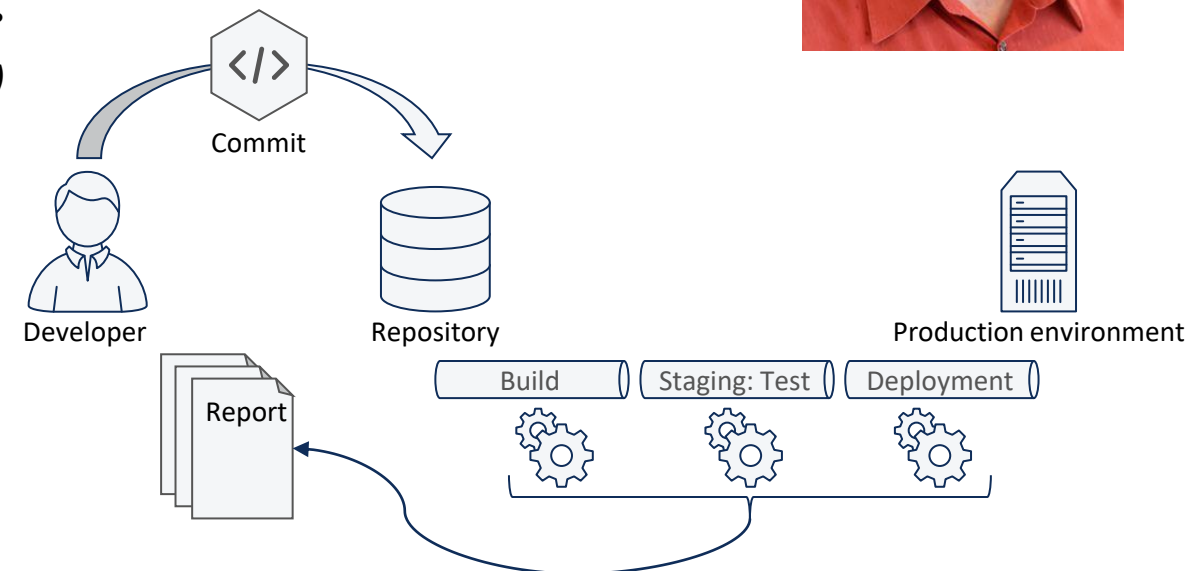 </>
Commit
Developer
Repository
Production environment
Build
Staging: Test
Deployment
Report